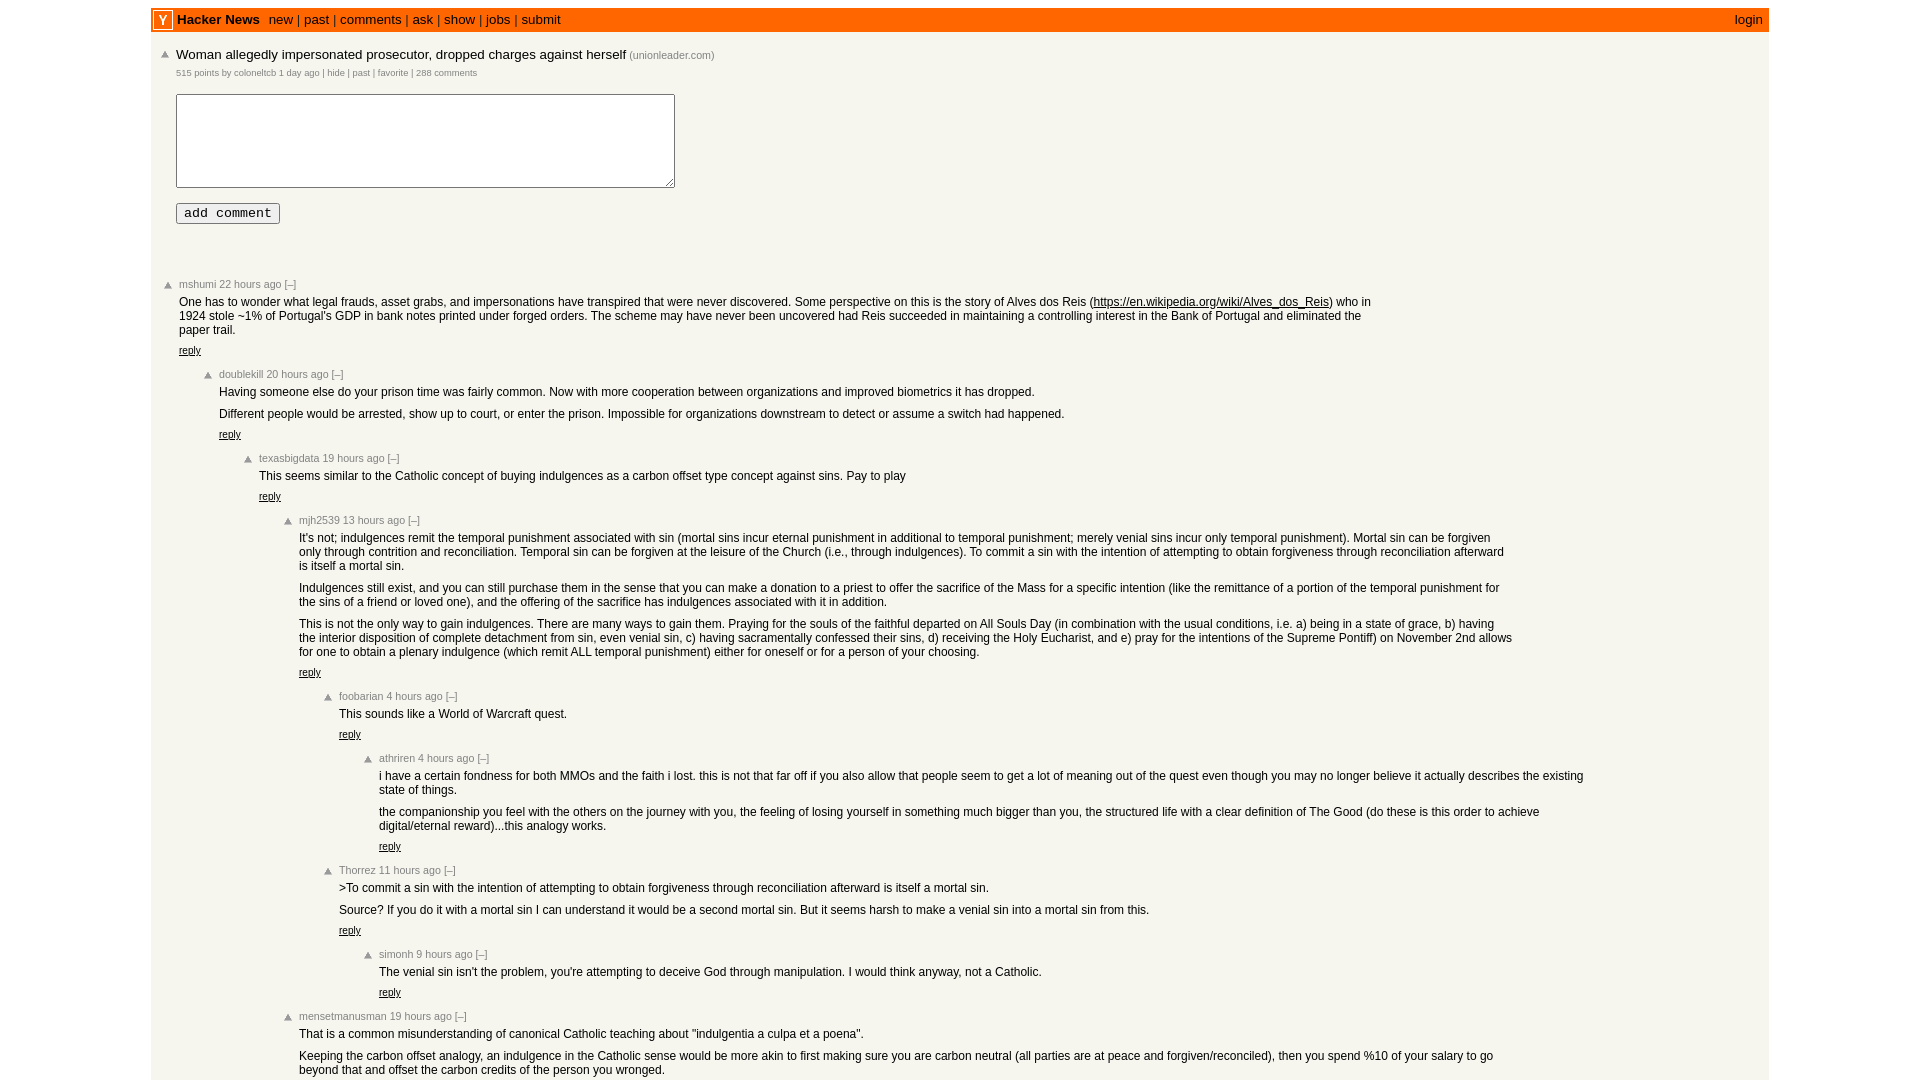 Y Hacker News new | past | comments | ask | show | jobs | submit login
Woman allegedly impersonated prosecutor, dropped charges against herself (unionleader.com)
515 points by coloneltcb 1 day ago | hide | past | favorite | 288 comments
add comment
mshumi 22 hours ago [–]
One has to wonder what legal frauds, asset grabs, and impersonations have transpired that were never discovered. Some perspective on this is the story of Alves dos Reis (https://en.wikipedia.org/wiki/Alves_dos_Reis) who in
1924 stole ~1% of Portugal's GDP in bank notes printed under forged orders. The scheme may have never been uncovered had Reis succeeded in maintaining a controlling interest in the Bank of Portugal and eliminated the
paper trail.
reply
doublekill 20 hours ago [–]
Having someone else do your prison time was fairly common. Now with more cooperation between organizations and improved biometrics it has dropped.
Different people would be arrested, show up to court, or enter the prison. Impossible for organizations downstream to detect or assume a switch had happened.
reply
texasbigdata 19 hours ago [–]
This seems similar to the Catholic concept of buying indulgences as a carbon offset type concept against sins. Pay to play
reply
mjh2539 13 hours ago [–]
It's not; indulgences remit the temporal punishment associated with sin (mortal sins incur eternal punishment in additional to temporal punishment; merely venial sins incur only temporal punishment). Mortal sin can be forgiven
only through contrition and reconciliation. Temporal sin can be forgiven at the leisure of the Church (i.e., through indulgences). To commit a sin with the intention of attempting to obtain forgiveness through reconciliation afterward
is itself a mortal sin.
Indulgences still exist, and you can still purchase them in the sense that you can make a donation to a priest to offer the sacrifice of the Mass for a specific intention (like the remittance of a portion of the temporal punishment for
the sins of a friend or loved one), and the offering of the sacrifice has indulgences associated with it in addition.
This is not the only way to gain indulgences. There are many ways to gain them. Praying for the souls of the faithful departed on All Souls Day (in combination with the usual conditions, i.e. a) being in a state of grace, b) having
the interior disposition of complete detachment from sin, even venial sin, c) having sacramentally confessed their sins, d) receiving the Holy Eucharist, and e) pray for the intentions of the Supreme Pontiff) on November 2nd allows
for one to obtain a plenary indulgence (which remit ALL temporal punishment) either for oneself or for a person of your choosing.
reply
foobarian 4 hours ago [–]
This sounds like a World of Warcraft quest.
reply
athriren 4 hours ago [–]
i have a certain fondness for both MMOs and the faith i lost. this is not that far off if you also allow that people seem to get a lot of meaning out of the quest even though you may no longer believe it actually describes the existing
state of things.
the companionship you feel with the others on the journey with you, the feeling of losing yourself in something much bigger than you, the structured life with a clear definition of The Good (do these is this order to achieve
digital/eternal reward)...this analogy works.
reply
Thorrez 11 hours ago [–]
>To commit a sin with the intention of attempting to obtain forgiveness through reconciliation afterward is itself a mortal sin.
Source? If you do it with a mortal sin I can understand it would be a second mortal sin. But it seems harsh to make a venial sin into a mortal sin from this.
reply
simonh 9 hours ago [–]
The venial sin isn't the problem, you're attempting to deceive God through manipulation. I would think anyway, not a Catholic.
reply
mensetmanusman 19 hours ago [–]
That is a common misunderstanding of canonical Catholic teaching about "indulgentia a culpa et a poena".
Keeping the carbon offset analogy, an indulgence in the Catholic sense would be more akin to first making sure you are carbon neutral (all parties are at peace and forgiven/reconciled), then you spend %10 of your salary to go
beyond that and offset the carbon credits of the person you wronged.